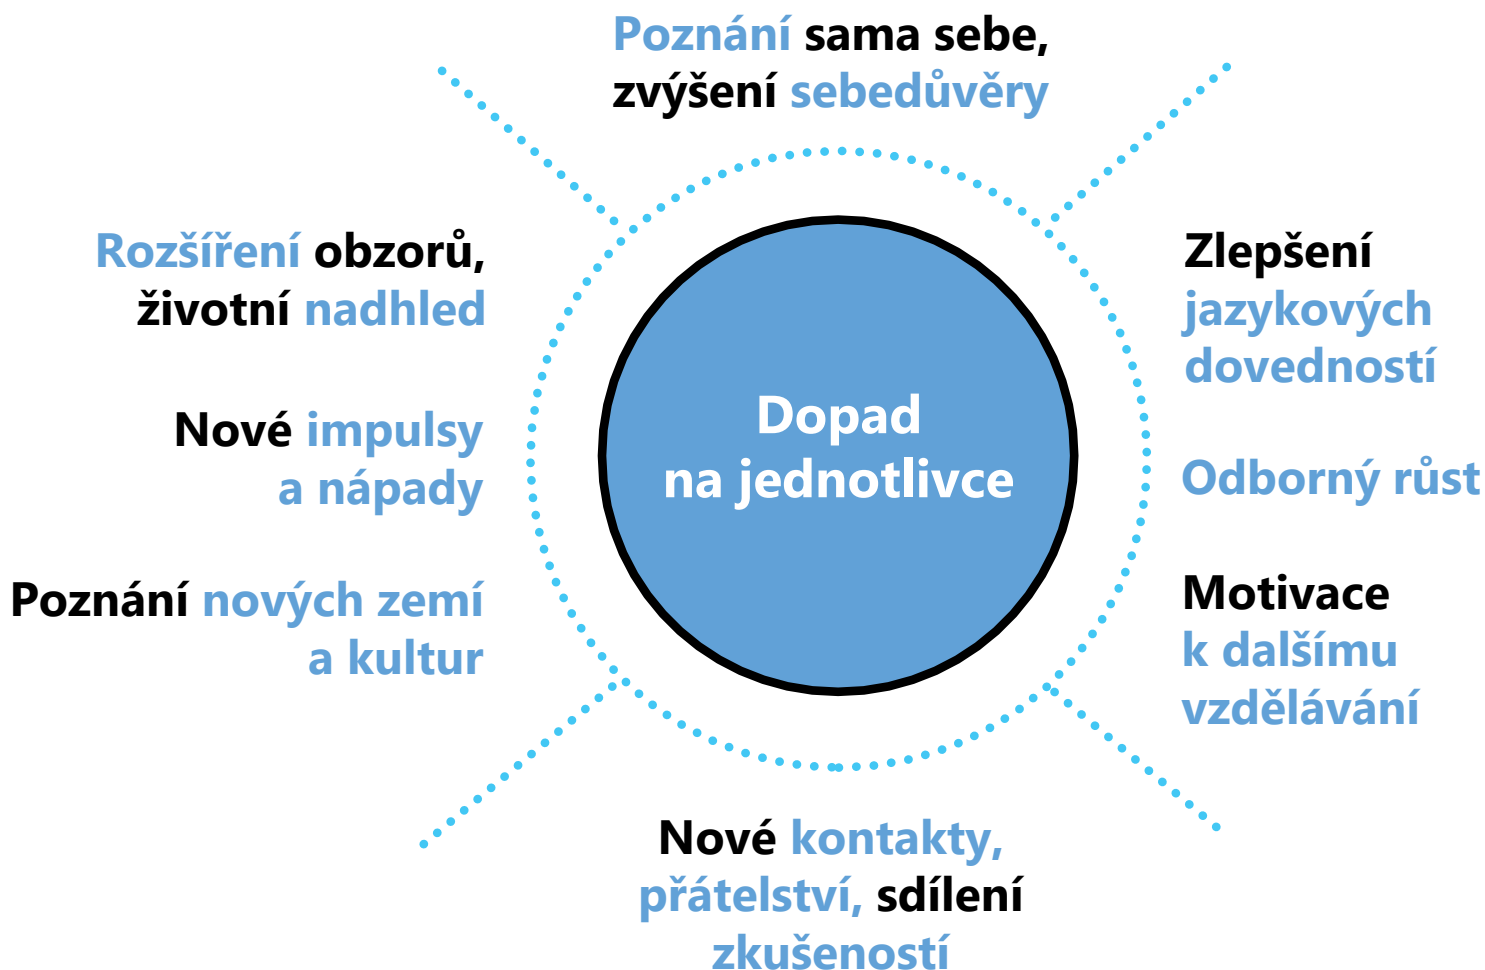 Poznání sama sebe,
zvýšení sebedůvěry
Rozšíření obzorů,
životní nadhled
Nové impulsy
a nápady
Poznání nových zemí
a kultur
Dopad
na jednotlivce
Zlepšení
jazykových
dovedností
Odborný růst
Motivace
k dalšímu
vzdělávání
Nové kontakty,
přátelství, sdílení
zkušeností